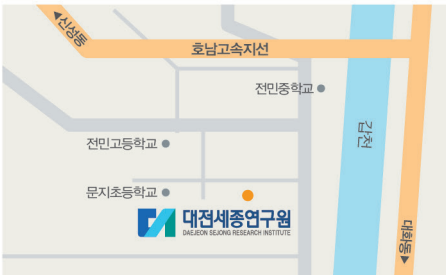 ◀신성동
호남고속지선
전민중학교
갑천
전민고등학교
문지초등학교
대전세종연구원
DAEJEON SEJONG RESEARCH INSTITUTE
대화동▶